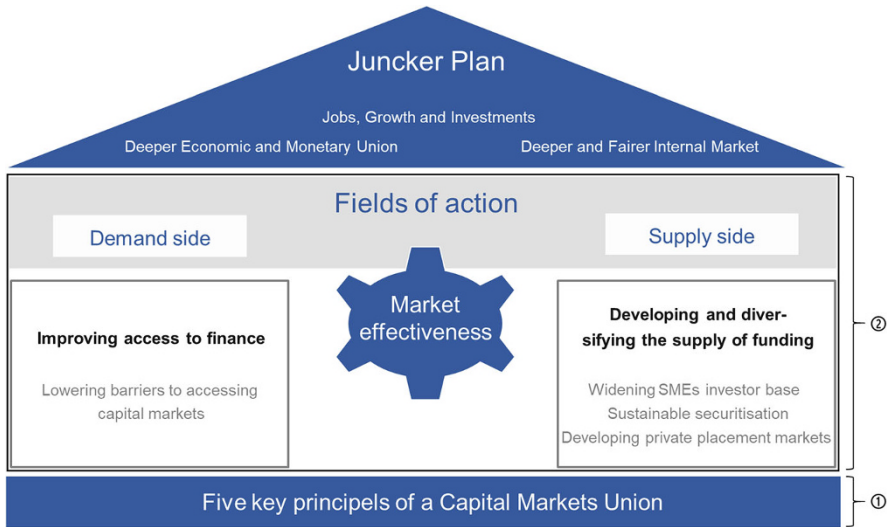 Juncker Plan
Jobs, Growth and Investments
Deeper Economic and Monetary Union
Deeper and Fairer Internal Market
Fields of action
Demand side
Supply side
Market
effectiveness
Improving access to finance
Lowering barriers to accessing
capital markets
Developing and diver-
sifying the supply of funding
Widening SMEs investor base
Sustainable securitisation
Developing private placement markets
②
Five key principels of a Capital Markets Union
①